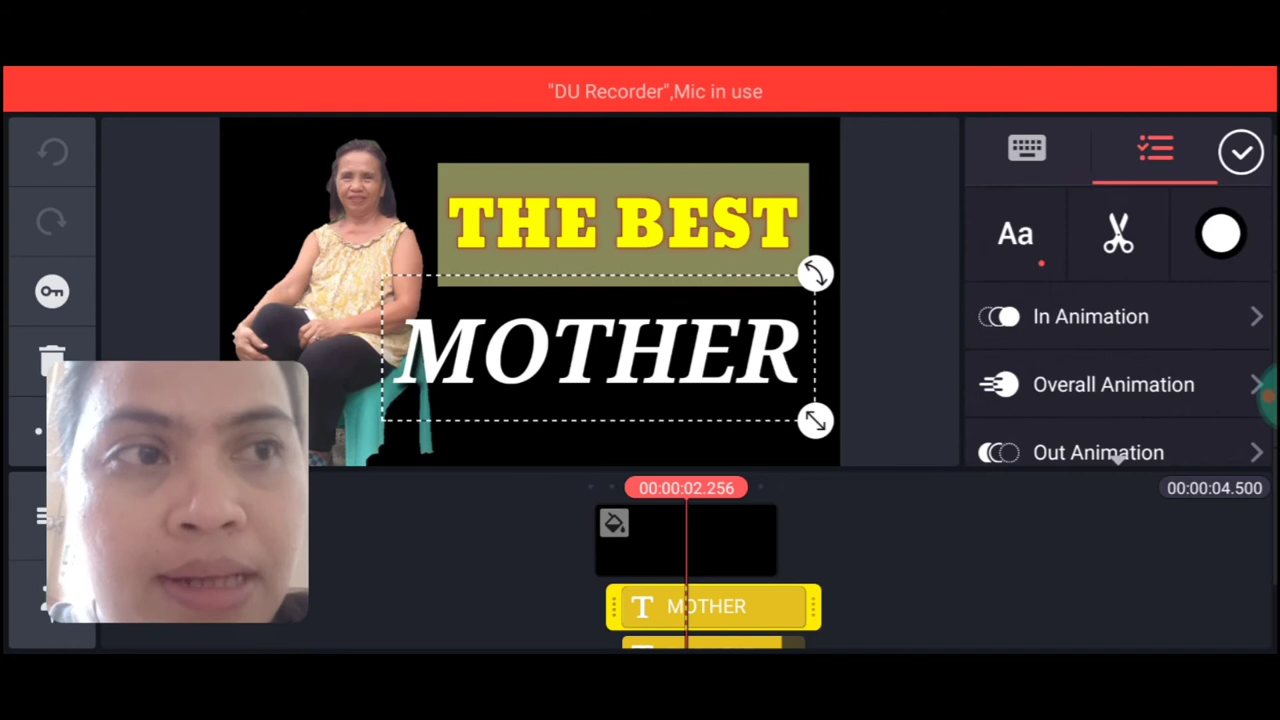 "DU Recorder",Mic in use
THE BEST
MOTHER
Aa
In Animation
Overall Animation
Out Animation
00:00:02.256
00:00:04.500
T MOTHER